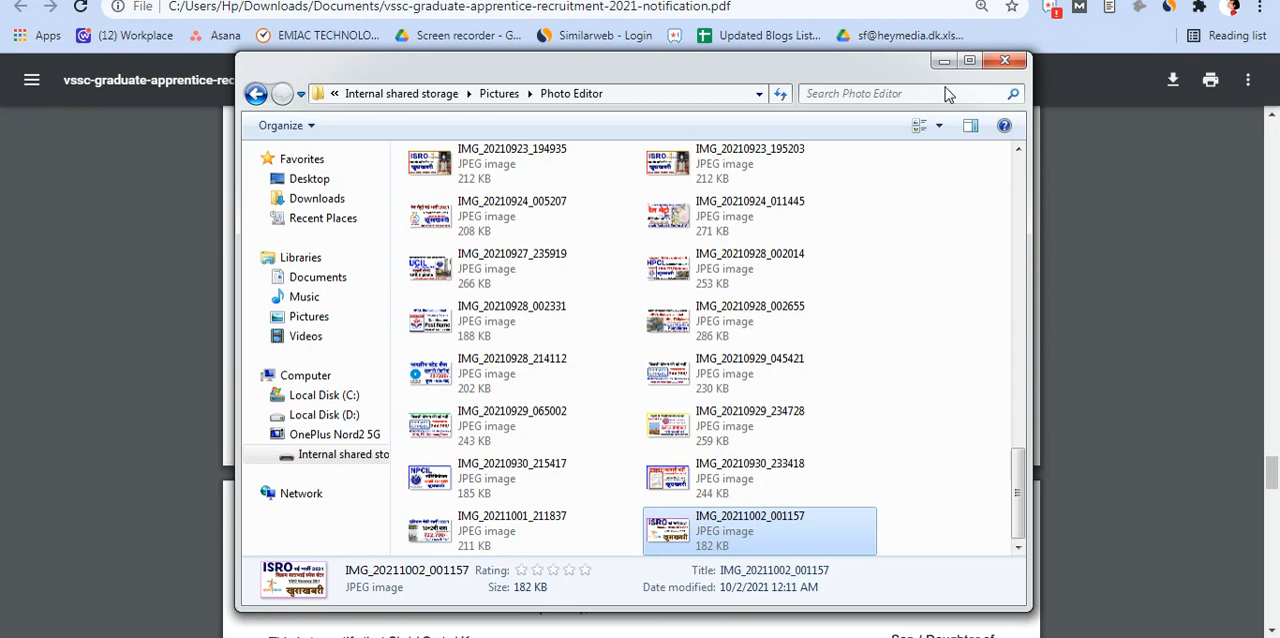 File | C:/Users/Hp/Downloads/Documents/vssc-graduate-apprentice-recruitment-2021-notification.pdf
Apps (12) Workplace Asana EMIAC TECHNOLO... Screen recorder - G... Similarweb - Login Updated Blogs List... sf@heymedia.dk.xls... Reading list
vssc-graduate-apprentice-rec
« Internal shared storage Pictures Photo Editor Search Photo Editor
Organize
Favorites
Desktop
Downloads
Recent Places
Libraries
Documents
Music
Pictures
Videos
Computer
Local Disk (C:)
Local Disk (D:)
OnePlus Nord2 5G
Internal shared sto
Network
IMG_20210923_194935
JPEG image
212 KB
IMG_20210923_195203
JPEG image
212 KB
IMG_20210924_005207
JPEG image
208 KB
IMG_20210924_011445
JPEG image
271 KB
IMG_20210927_235919
JPEG image
266 KB
IMG_20210928_002014
JPEG image
253 KB
IMG_20210928_002331
JPEG image
188 KB
IMG_20210928_002655
JPEG image
286 KB
IMG_20210928_214112
JPEG image
202 KB
IMG_20210929_045421
JPEG image
230 KB
IMG_20210929_065002
JPEG image
243 KB
IMG_20210929_234728
JPEG image
259 KB
IMG_20210930_215417
JPEG image
185 KB
IMG_20210930_233418
JPEG image
244 KB
IMG_20211001_211837
JPEG image
211 KB
IMG_20211002_001157
JPEG image
182 KB
ISRO
खुशखबरी
IMG_20211002_001157 Rating: Title: IMG_20211002_001157
JPEG image Size: 182 KB Date modified: 10/2/2021 12:11 AM